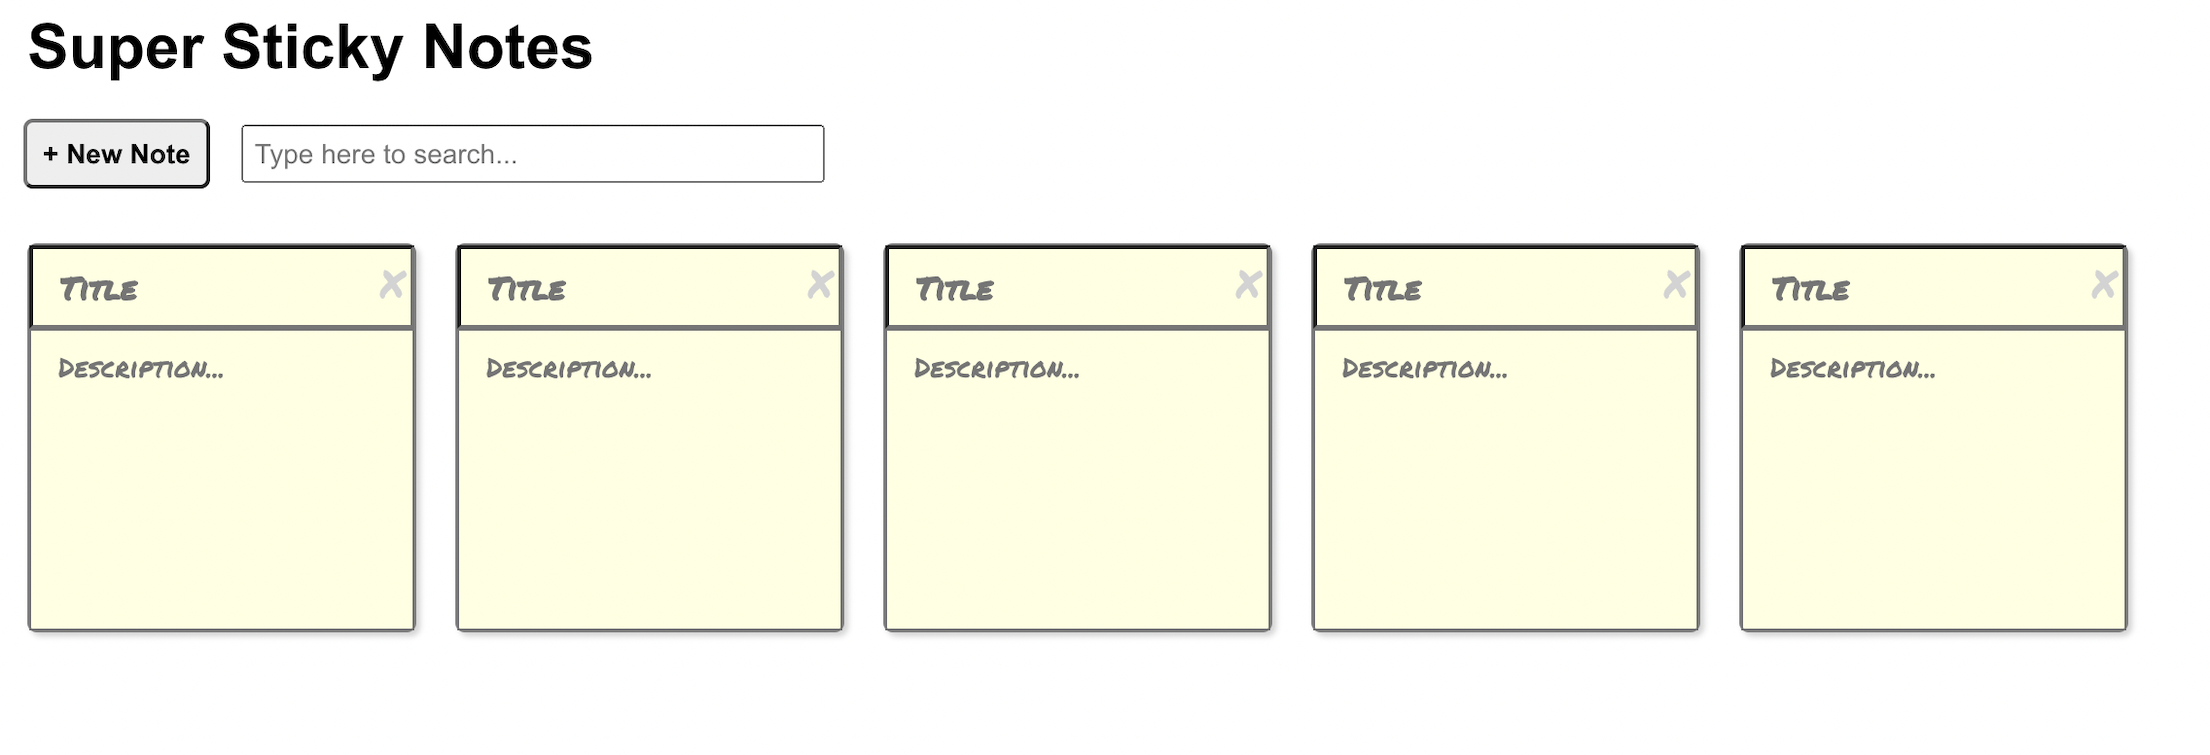 Super Sticky Notes
+ New Note
Type here to search...
Title ✘ Title ✘ Title ✘ Title ✘ Title ✘
Description... Description... Description... Description... Description...